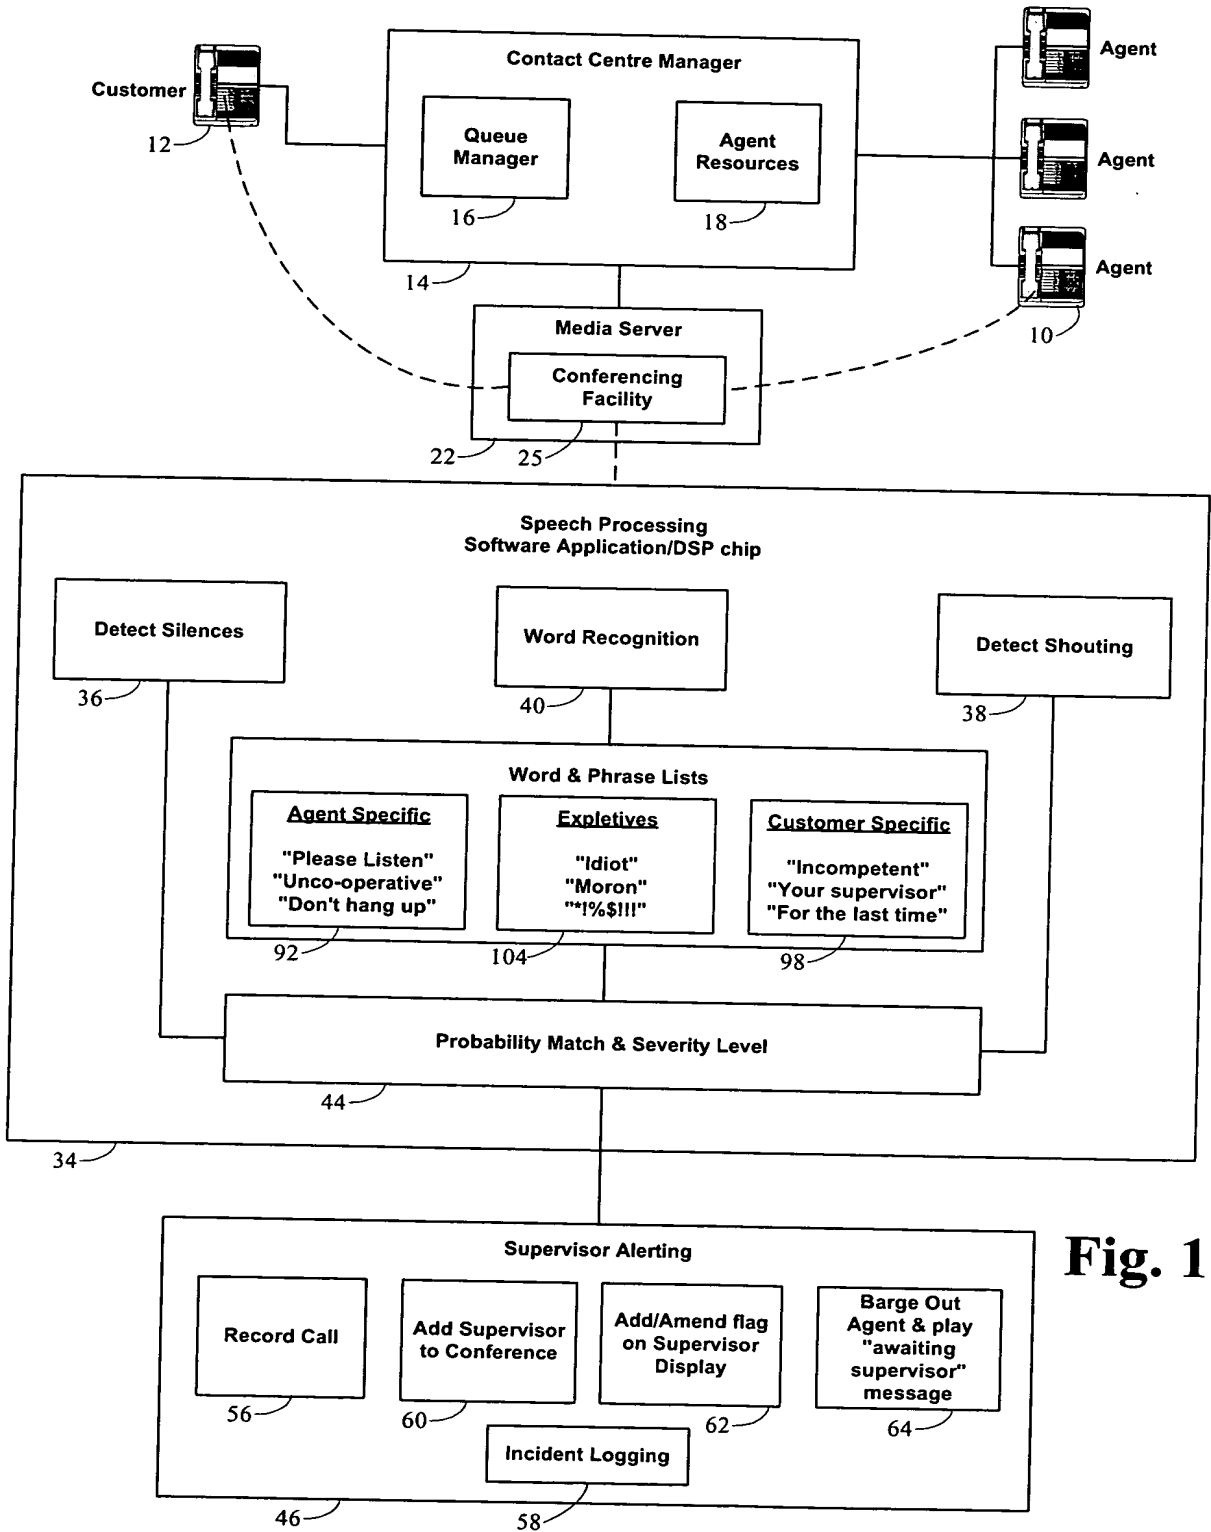 Contact Centre Manager
Customer
12
Queue
Manager
16
Agent
Resources
18
14
Agent
Agent
Agent
10
Media Server
Conferencing
Facility
22
25
Speech Processing
Software Application/DSP chip
Detect Silences
36
Word Recognition
40
Detect Shouting
38
Word & Phrase Lists
Agent Specific
"Please Listen"
"Unco-operative"
"Don't hang up"
92
Expletives
"Idiot"
"Moron"
"*!%$!!!"
104
Customer Specific
"Incompetent"
"Your supervisor"
"For the last time"
98
Probability Match & Severity Level
44
34
Supervisor Alerting
Record Call
56
Add Supervisor
to Conference
60
Add/Amend flag
on Supervisor
Display
62
Barge Out
Agent & play
"awaiting
supervisor"
message
64
Incident Logging
58
46
Fig. 1